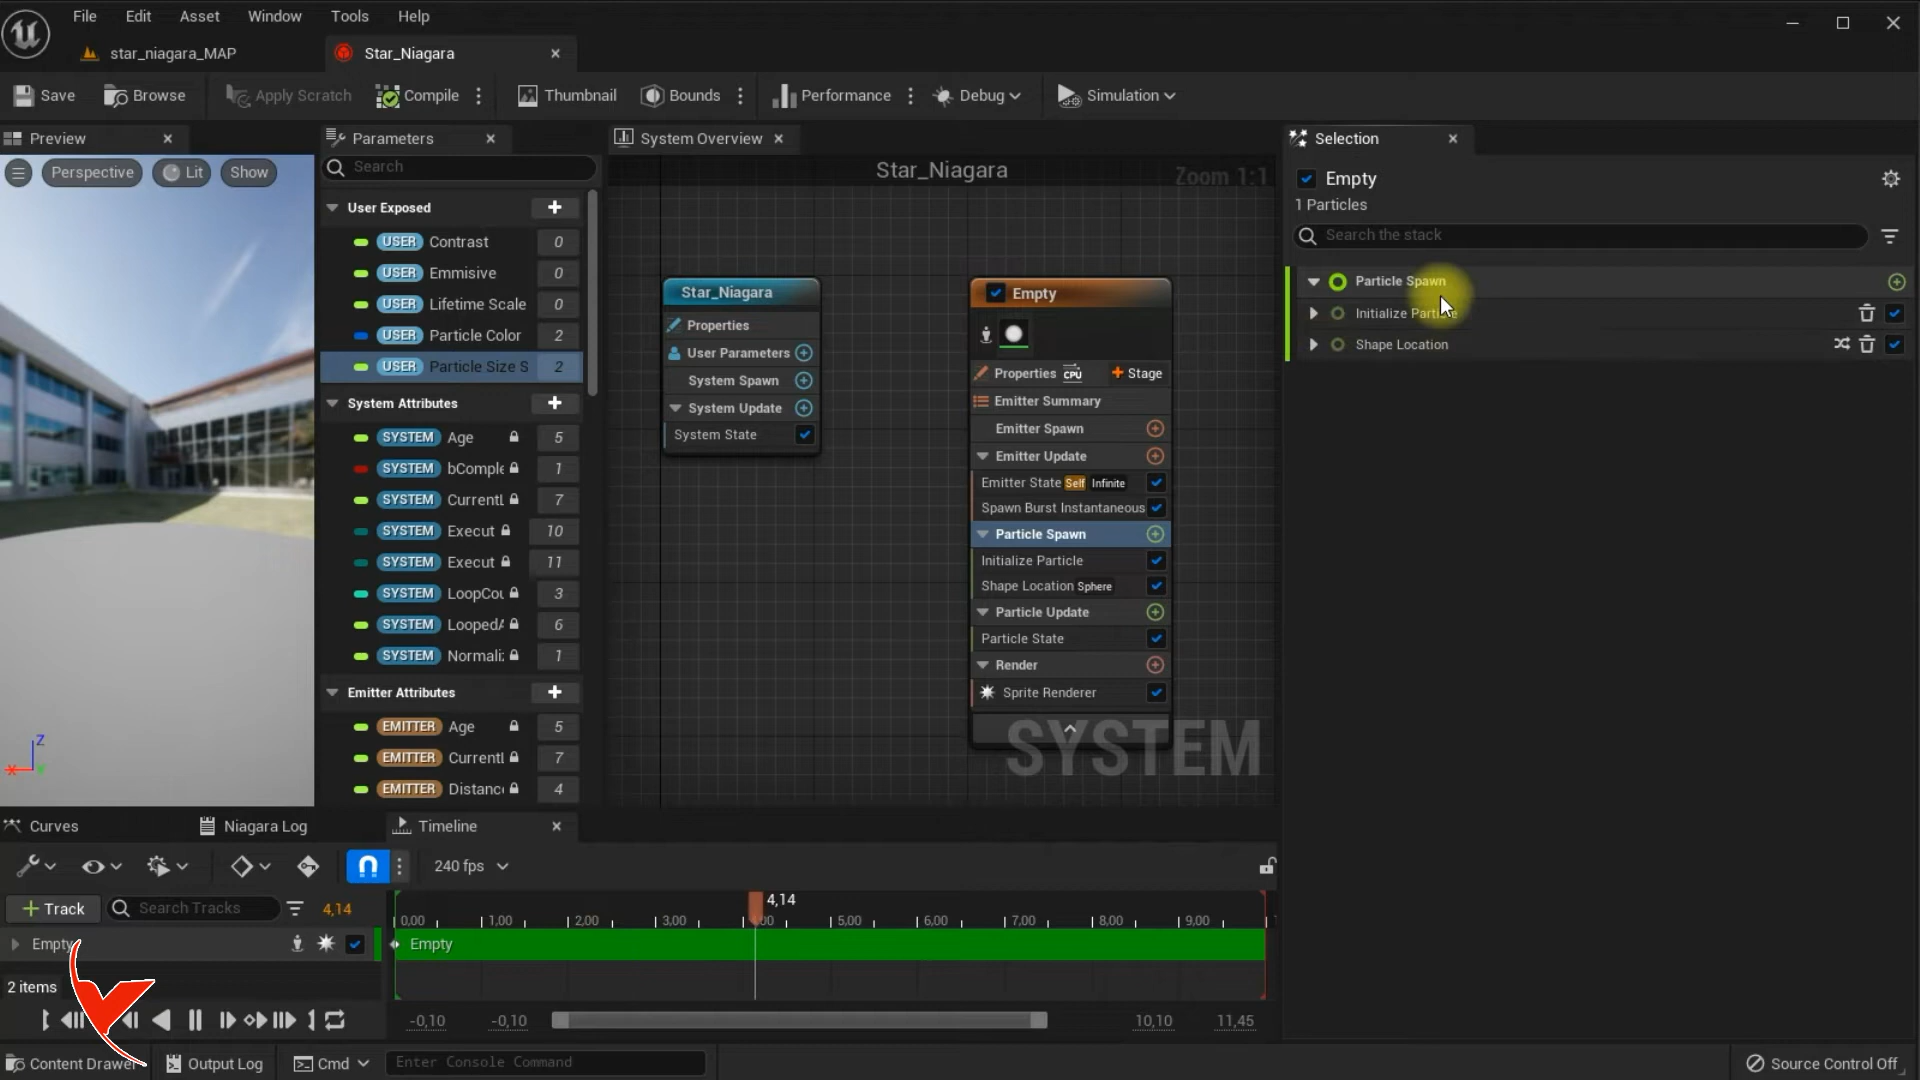 File Edit Asset Window Tools Help
star_niagara_MAP
Star_Niagara
Save Browse Apply Scratch Compile Thumbnail Bounds Performance Debug Simulation
Preview
Perspective Lit Show
Z
Parameters
Search
User Exposed
USER Contrast 0
USER Emmisive 0
USER Lifetime Scale 0
USER Particle Color 2
USER Particle Size S 2
System Attributes
SYSTEM Age 5
SYSTEM bComple 1
SYSTEM CurrentL 7
SYSTEM Execut 10
SYSTEM Execut 11
SYSTEM LoopCou 3
SYSTEM LoopedA 6
SYSTEM Normali: 1
Emitter Attributes
EMITTER Age 5
EMITTER CurrentL 7
EMITTER Distance 4
System Overview
Star_Niagara
Zoom 1:1
Star_Niagara
Properties
User Parameters
System Spawn
System Update
System State
Empty
Properties CPU Stage
Emitter Summary
Emitter Spawn
Emitter Update
Emitter State Self Infinite
Spawn Burst Instantaneous
Particle Spawn
Initialize Particle
Shape Location Sphere
Particle Update
Particle State
Render
Sprite Renderer
SYSTEM
Selection
Empty
1 Particles
Search the stack
Particle Spawn
Initialize Particle
Shape Location
Curves
Niagara Log
Timeline
240 fps
Track Search Tracks 4,14
4,14
0,00 1,00 2,00 3,00 5,00 6,00 7,00 8,00 9,00
Empty
Empty
2 items
-0,10 -0,10 10,10 11,45
Content Drawer Output Log Cmd Enter Console Command Source Control Off